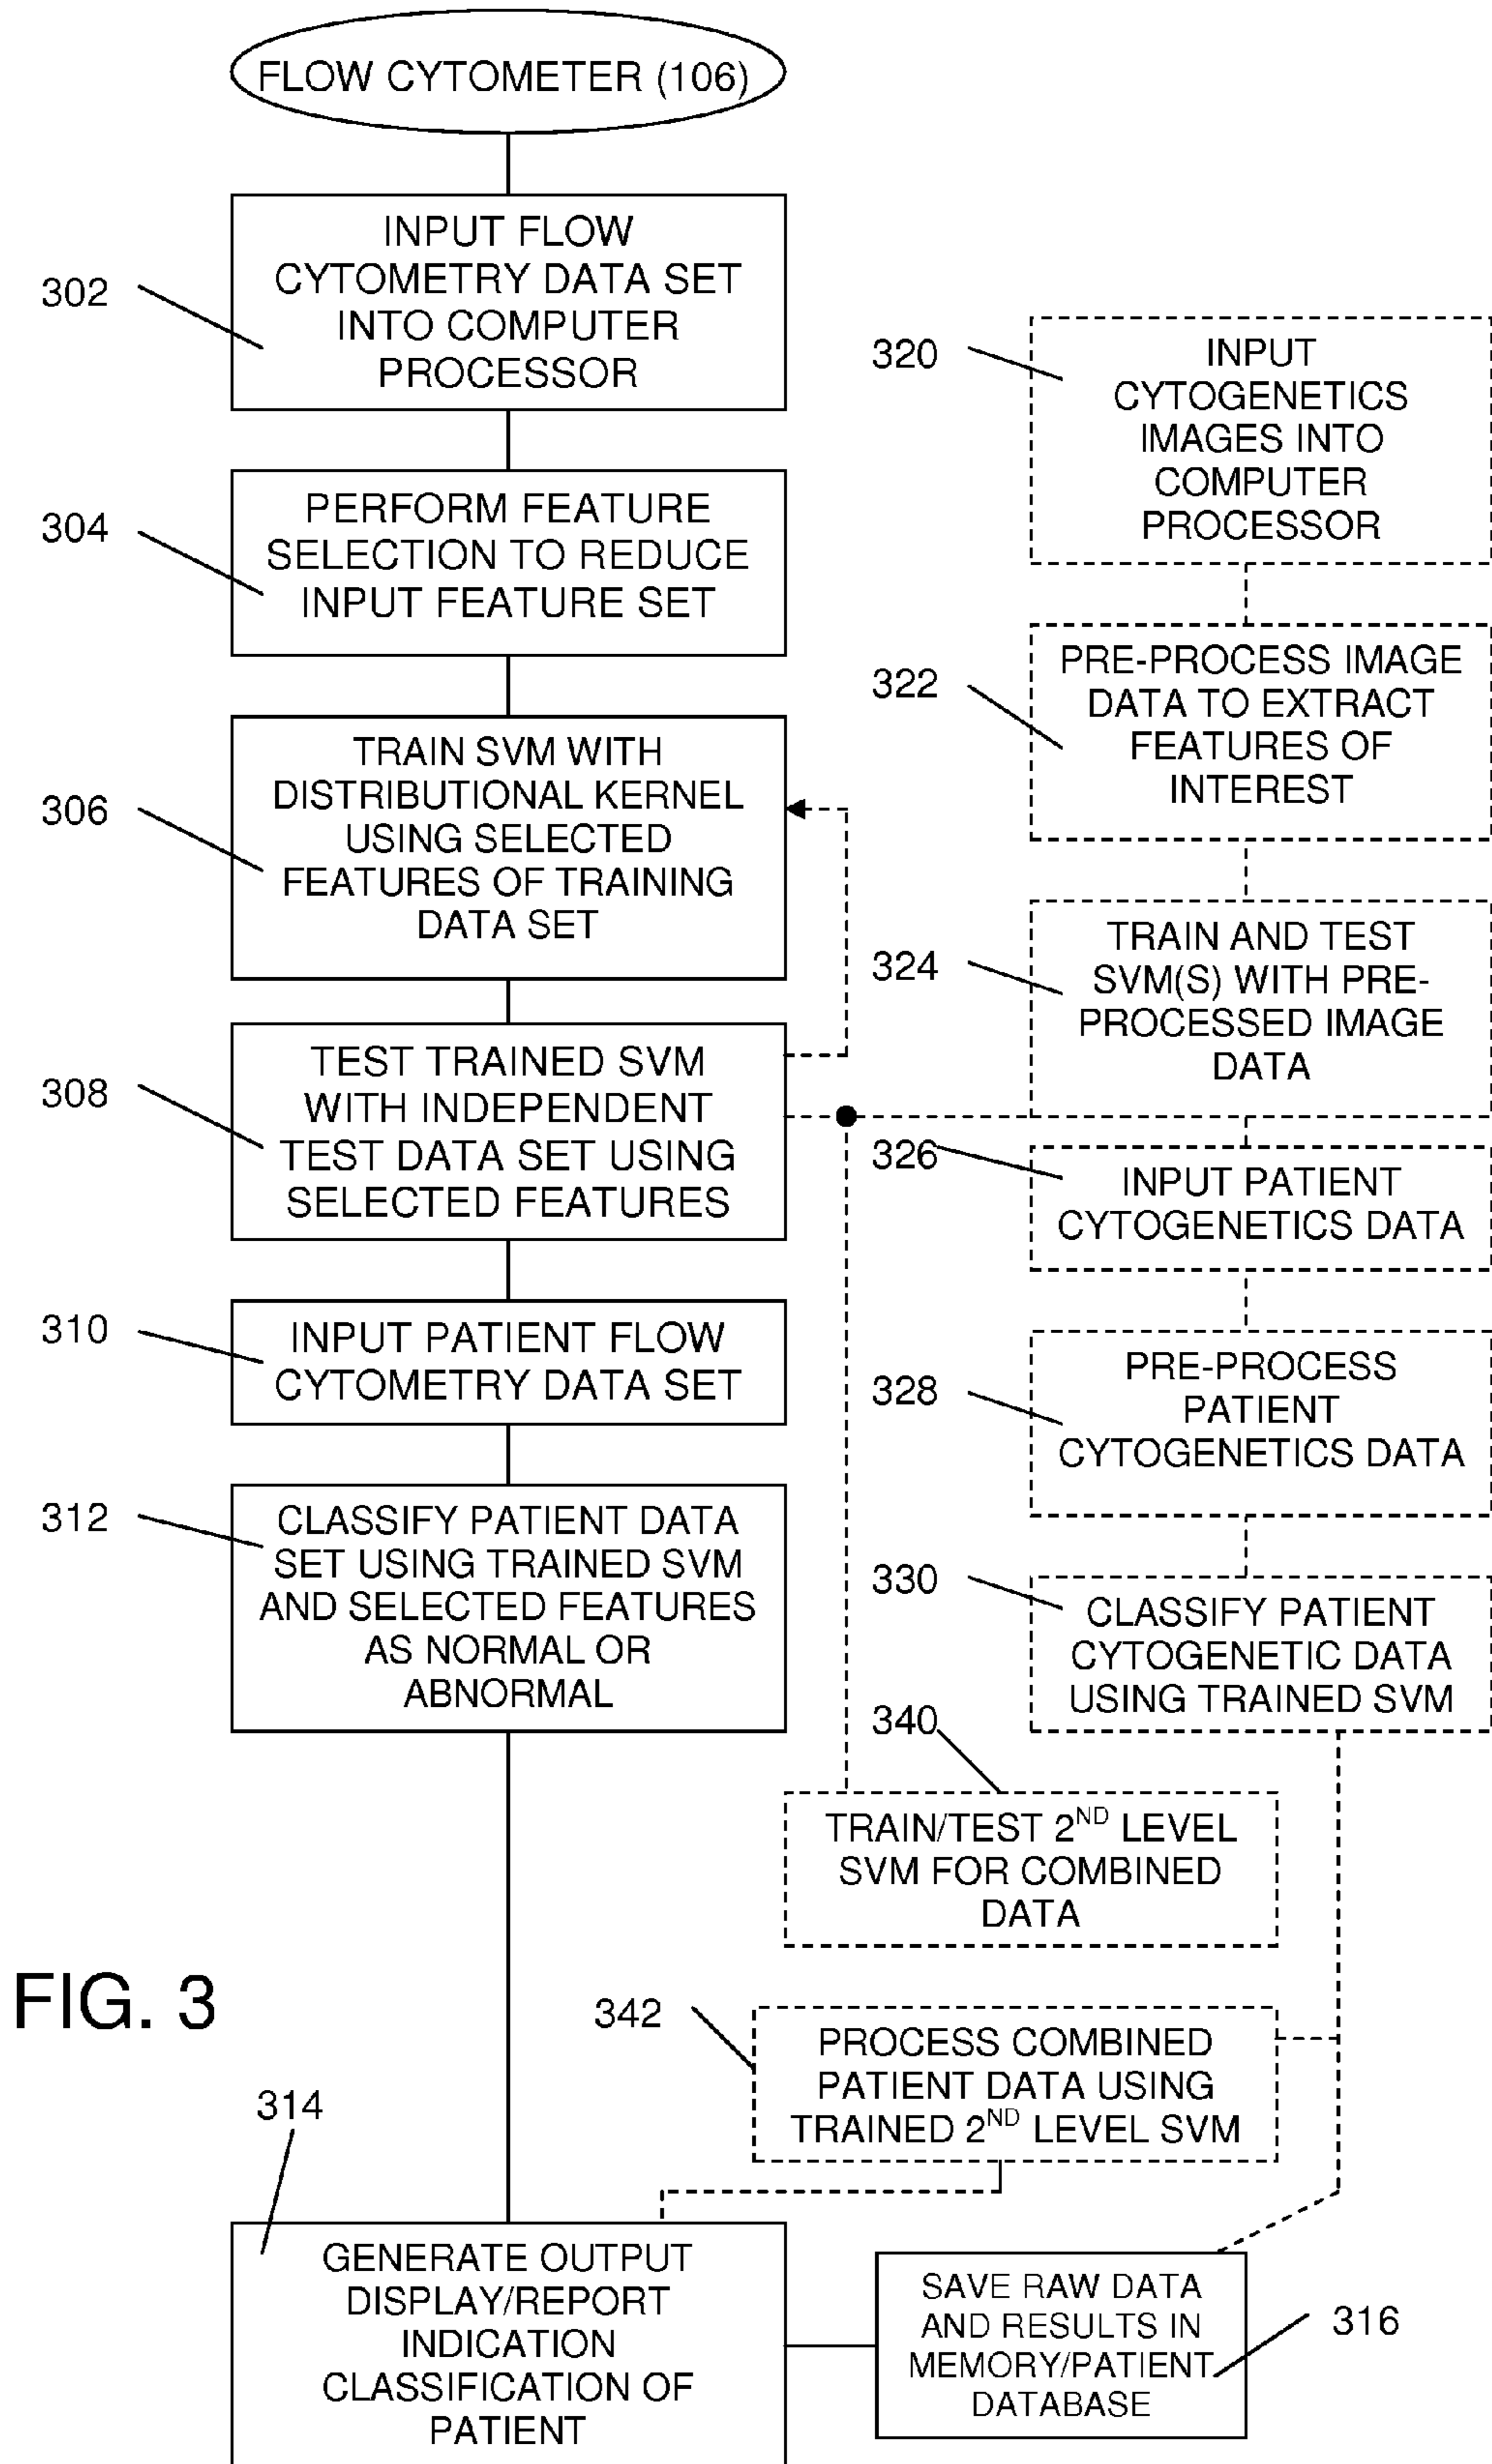 FLOW CYTOMETER (106)
302
INPUT FLOW
CYTOMETRY DATA SET
INTO COMPUTER
PROCESSOR
304
PERFORM FEATURE
SELECTION TO REDUCE
INPUT FEATURE SET
306
TRAIN SVM WITH
DISTRIBUTIONAL KERNEL
USING SELECTED
FEATURES OF TRAINING
DATA SET
308
TEST TRAINED SVM
WITH INDEPENDENT
TEST DATA SET USING
SELECTED FEATURES
310
INPUT PATIENT FLOW
CYTOMETRY DATA SET
312
CLASSIFY PATIENT DATA
SET USING TRAINED SVM
AND SELECTED FEATURES
AS NORMAL OR
ABNORMAL
320
INPUT
CYTOGENETICS
IMAGES INTO
COMPUTER
PROCESSOR
322
PRE-PROCESS IMAGE
DATA TO EXTRACT
FEATURES OF
INTEREST
324
TRAIN AND TEST
SVM(S) WITH PRE-
PROCESSED IMAGE
DATA
326
INPUT PATIENT
CYTOGENETICS DATA
328
PRE-PROCESS
PATIENT
CYTOGENETICS DATA
330
CLASSIFY PATIENT
CYTOGENETIC DATA
USING TRAINED SVM
340
TRAIN/TEST 2ND LEVEL
SVM FOR COMBINED
DATA
FIG. 3
342
PROCESS COMBINED
PATIENT DATA USING
TRAINED 2ND LEVEL SVM
314
GENERATE OUTPUT
DISPLAY/REPORT
INDICATION
CLASSIFICATION OF
PATIENT
SAVE RAW DATA
AND RESULTS IN
MEMORY/PATIENT
DATABASE
316